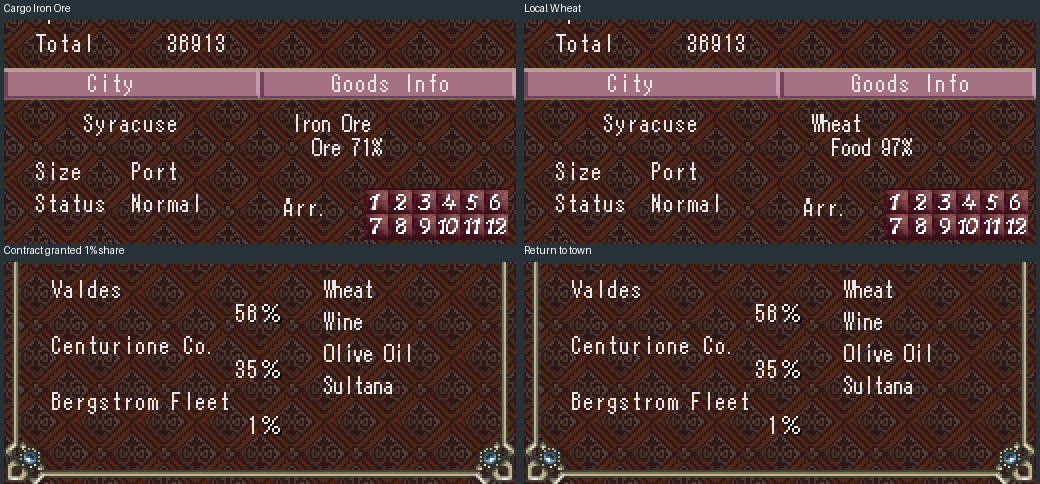 Cargo Iron Ore
Total 36913
City Goods Info
Syracuse Iron Ore
Ore 71%
Size Port
Status Normal Arr. 1 2 3 4 5 6
7 8 9 10 11 12
Local Wheat
Total 36913
City Goods Info
Syracuse Wheat
Food 97%
Size Port
Status Normal Arr. 1 2 3 4 5 6
7 8 9 10 11 12
Contract granted 1% share
Valdes Wheat
56%
Wine
Centurione Co. Olive Oil
35%
Sultana
Bergstrom Fleet
1%
Return to town
Valdes Wheat
56%
Wine
Centurione Co. Olive Oil
35%
Sultana
Bergstrom Fleet
1%